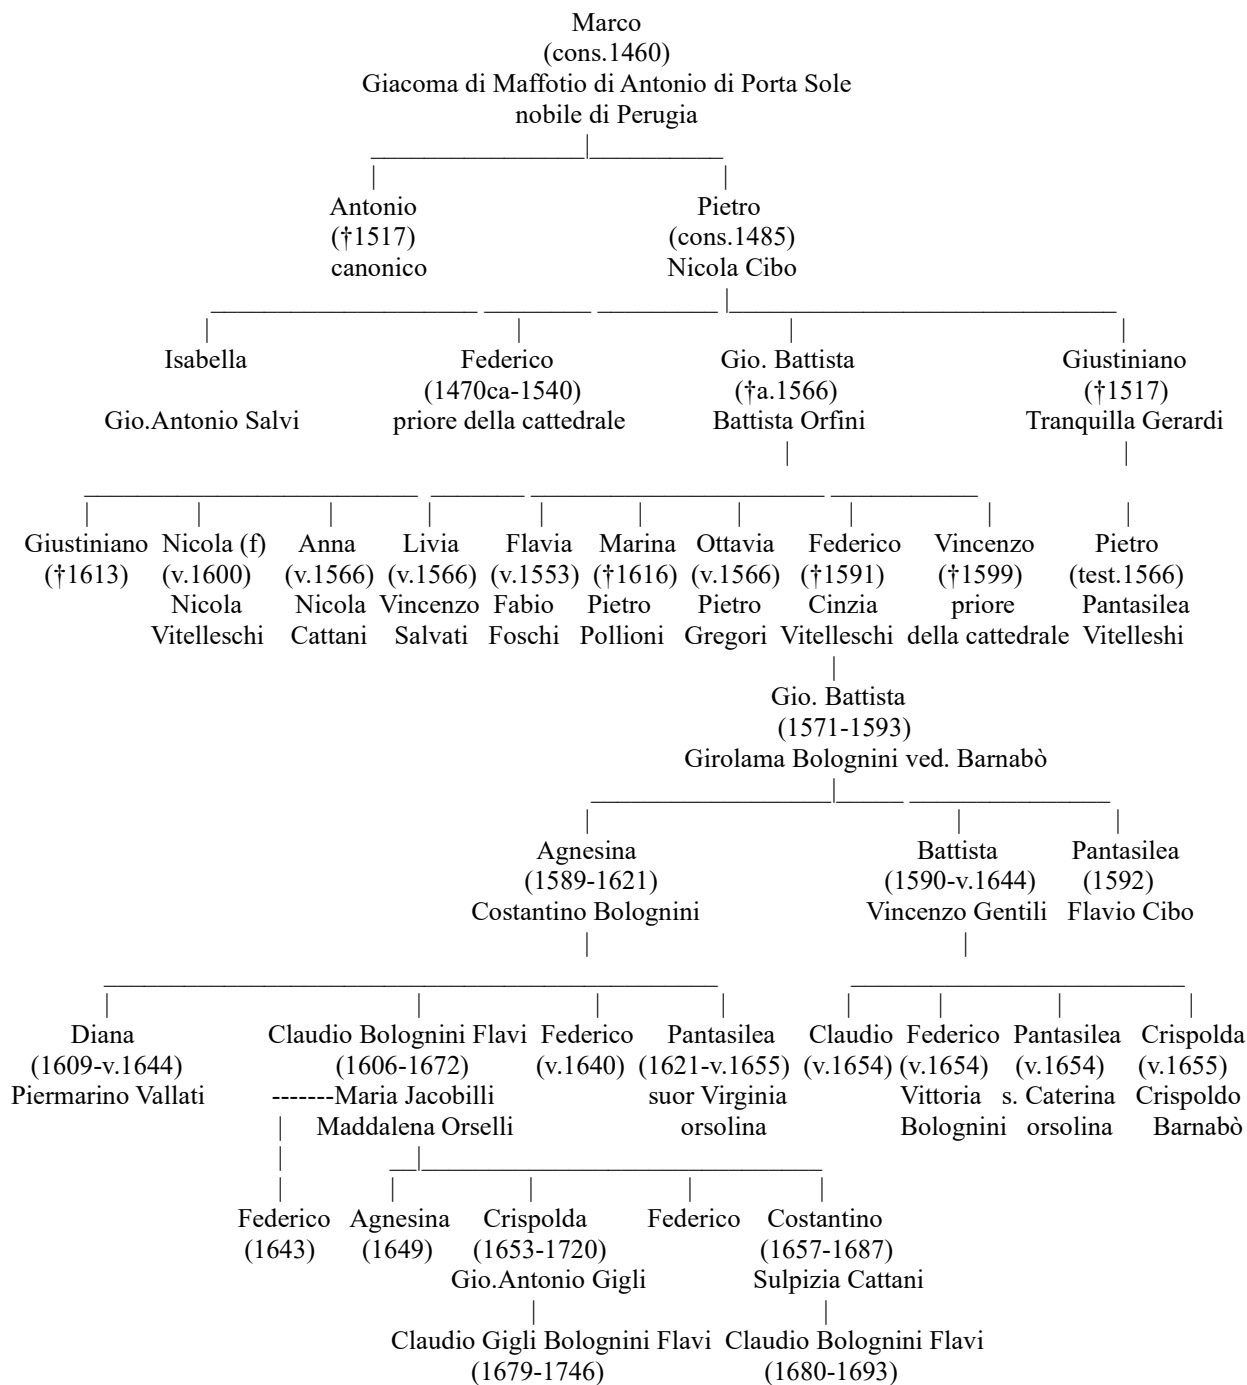 Marco
(cons.1460)
Giacoma di Maffotio di Antonio di Porta Sole
nobile di Perugia
Antonio Pietro
(†1517) (cons.1485)
canonico Nicola Cibo
Isabella Federico Gio. Battista Giustiniano
(1470ca-1540) (†a.1566) (†1517)
Gio.Antonio Salvi priore della cattedrale Battista Orfini Tranquilla Gerardi
Giustiniano Nicola (f) Anna Livia Flavia Marina Ottavia Federico Vincenzo Pietro
(†1613) (v.1600) (v.1566) (v.1566) (v.1553) (†1616) (v.1566) (†1591) (†1599) (test.1566)
Nicola Nicola Vincenzo Fabio Pietro Pietro Cinzia priore Pantasilea
Vitelleschi Cattani Salvati Foschi Pollioni Gregori Vitelleschi della cattedrale Vitelleshi
Gio. Battista
(1571-1593)
Girolama Bolognini ved. Barnabò
Agnesina Battista Pantasilea
(1589-1621) (1590-v.1644) (1592)
Costantino Bolognini Vincenzo Gentili Flavio Cibo
Diana Claudio Bolognini Flavi Federico Pantasilea Claudio Federico Pantasilea Crispolda
(1609-v.1644) (1606-1672) (v.1640) (1621-v.1655) (v.1654) (v.1654) (v.1654) (v.1655)
Piermarino Vallati -------Maria Jacobilli suor Virginia Vittoria s. Caterina Crispoldo
Maddalena Orselli orsolina Bolognini orsolina Barnabò
Federico Agnesina Crispolda Federico Costantino
(1643) (1649) (1653-1720) (1657-1687)
Gio.Antonio Gigli Sulpizia Cattani
Claudio Gigli Bolognini Flavi Claudio Bolognini Flavi
(1679-1746) (1680-1693)